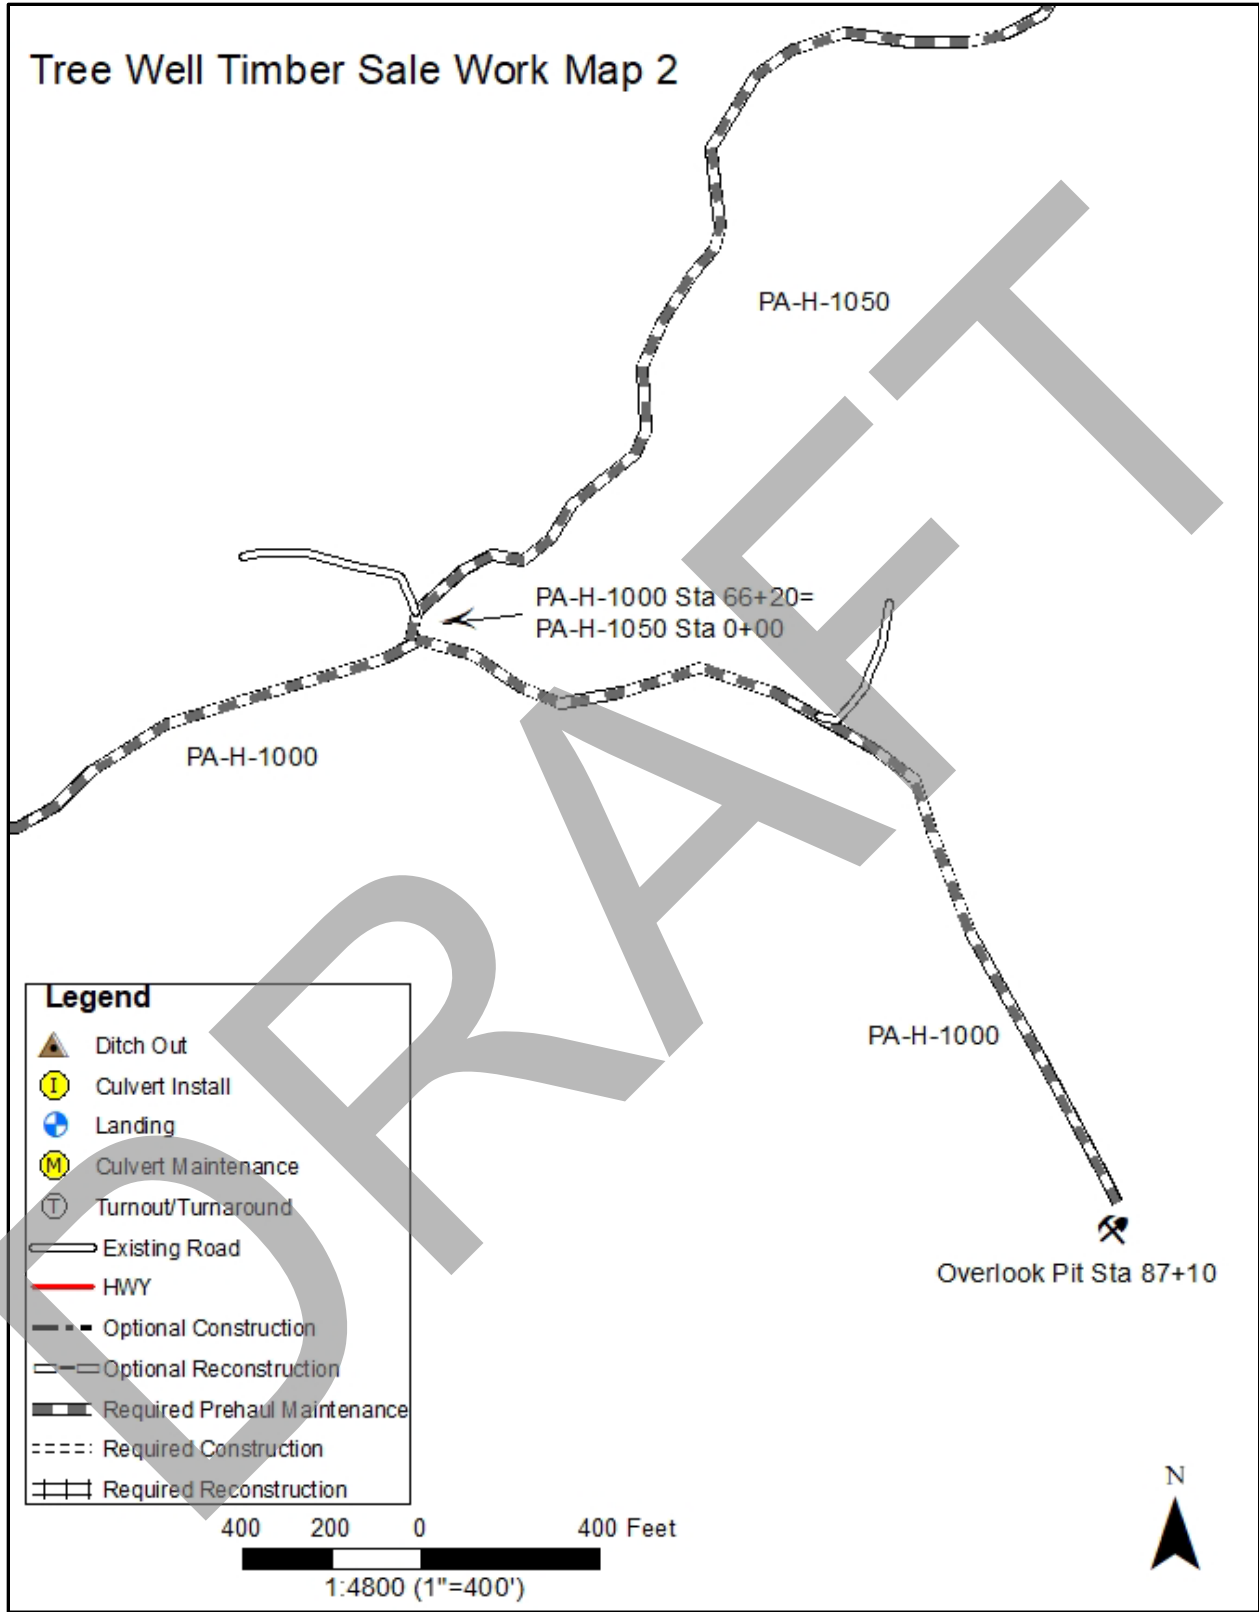 Tree Well Timber Sale Work Map 2
PA-H-1050
PA-H-1000 Sta 66+20=
PA-H-1050 Sta 0+00
PA-H-1000
PA-H-1000
Overlook Pit Sta 87+10
DRAFT
Legend
Ditch Out
I Culvert Install
Landing
M Culvert Maintenance
T Turnout/Turnaround
Existing Road
HWY
Optional Construction
Optional Reconstruction
Required Prehaul Maintenance
Required Construction
Required Reconstruction
N
400 200 0 400 Feet
1:4800 (1"=400')